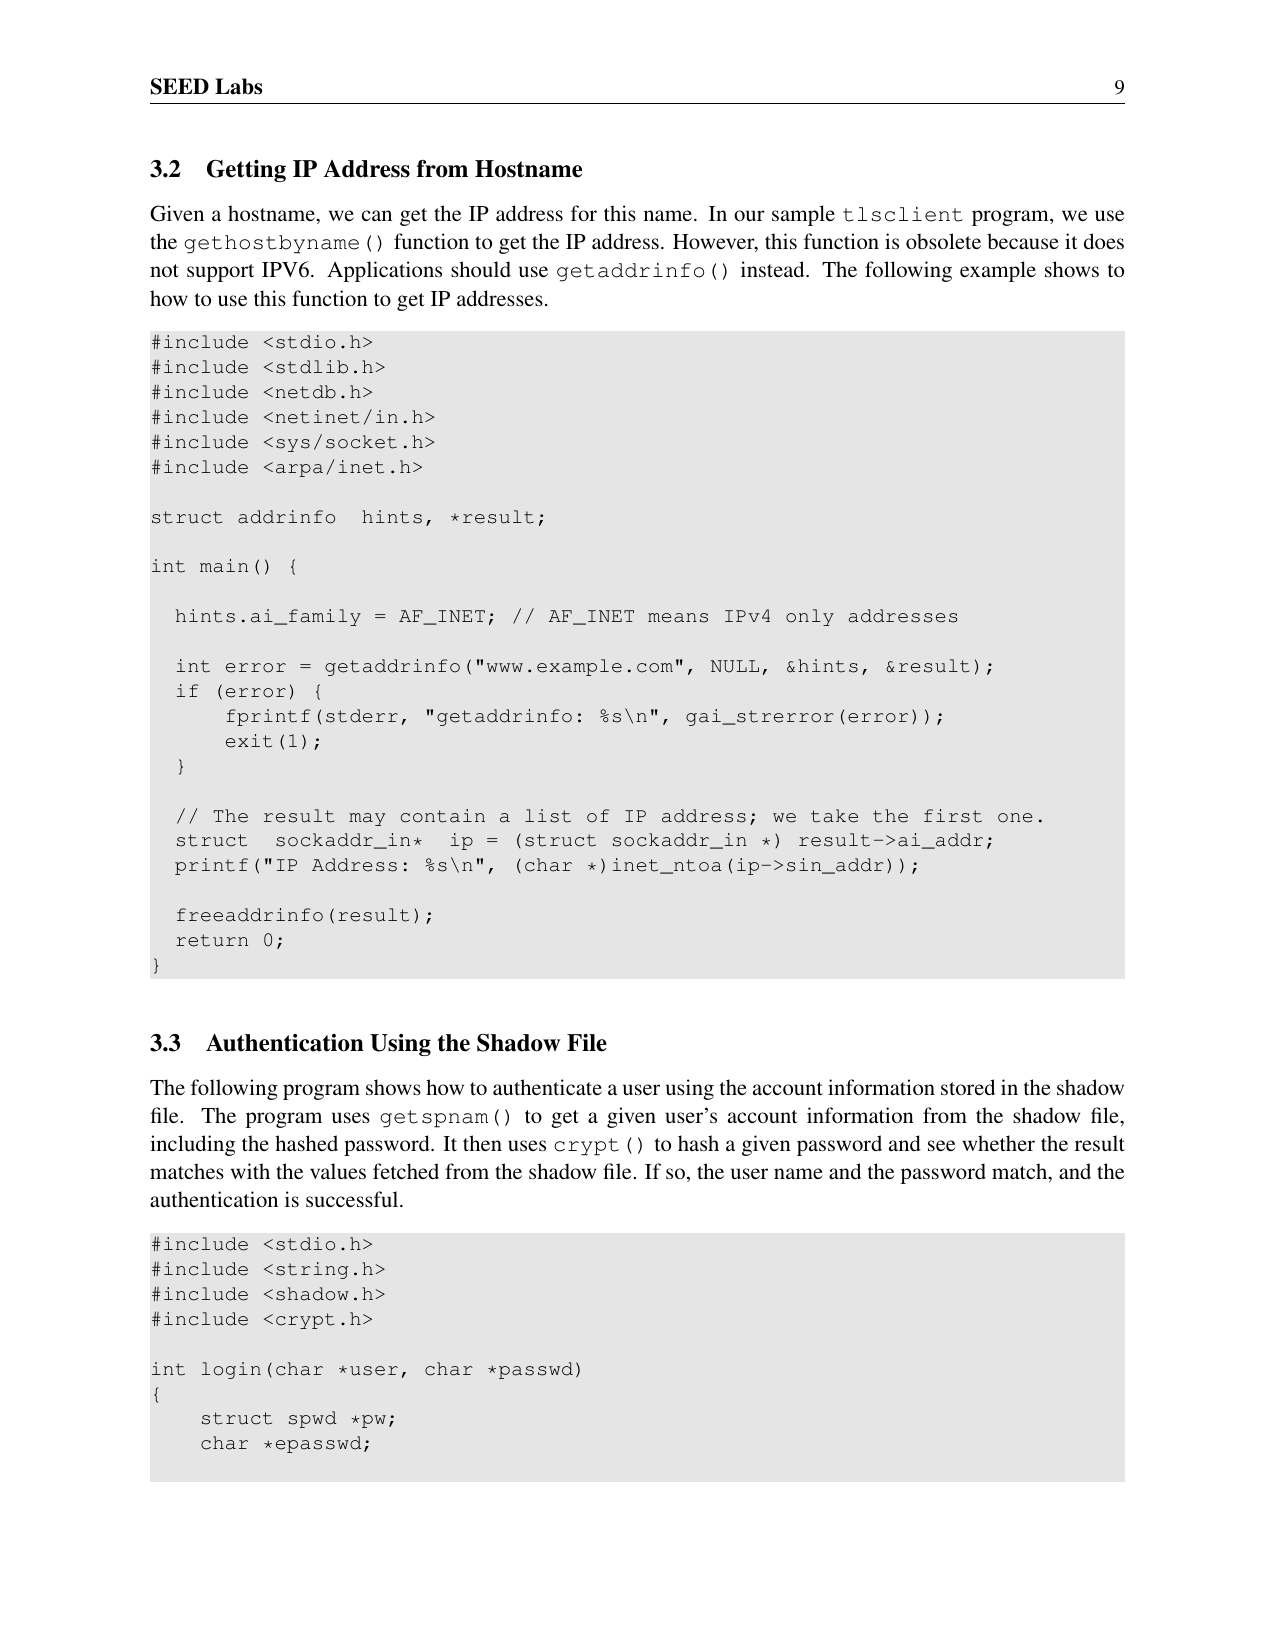 SEED Labs 9
3.2 Getting IP Address from Hostname
Given a hostname, we can get the IP address for this name. In our sample tlsclient program, we use
the gethostbyname() function to get the IP address. However, this function is obsolete because it does
not support IPV6. Applications should use getaddrinfo() instead. The following example shows to
how to use this function to get IP addresses.
#include <stdio.h>
#include <stdlib.h>
#include <netdb.h>
#include <netinet/in.h>
#include <sys/socket.h>
#include <arpa/inet.h>
struct addrinfo  hints, *result;
int main() {
  hints.ai_family = AF_INET; // AF_INET means IPv4 only addresses
  int error = getaddrinfo("www.example.com", NULL, &hints, &result);
  if (error) {
      fprintf(stderr, "getaddrinfo: %s\n", gai_strerror(error));
      exit(1);
  }
  // The result may contain a list of IP address; we take the first one.
  struct  sockaddr_in*  ip = (struct sockaddr_in *) result->ai_addr;
  printf("IP Address: %s\n", (char *)inet_ntoa(ip->sin_addr));
  freeaddrinfo(result);
  return 0;
}
3.3 Authentication Using the Shadow File
The following program shows how to authenticate a user using the account information stored in the shadow
file. The program uses getspnam() to get a given user's account information from the shadow file,
including the hashed password. It then uses crypt() to hash a given password and see whether the result
matches with the values fetched from the shadow file. If so, the user name and the password match, and the
authentication is successful.
#include <stdio.h>
#include <string.h>
#include <shadow.h>
#include <crypt.h>
int login(char *user, char *passwd)
{
    struct spwd *pw;
    char *epasswd;